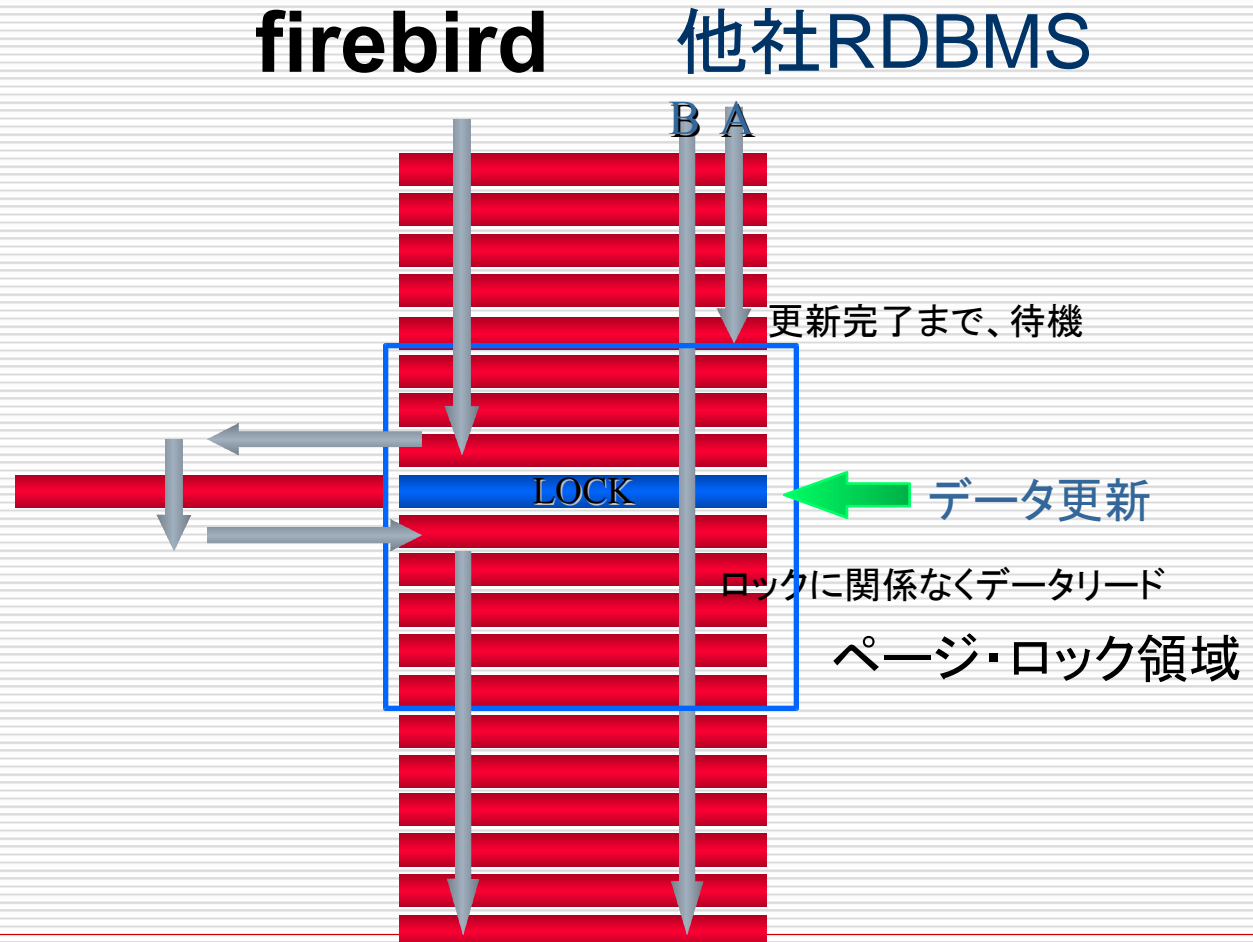 firebird
他社RDBMS
B A
更新完了まで、待機
LOCK
データ更新
ロックに関係なくデータリード
ページ・ロック領域